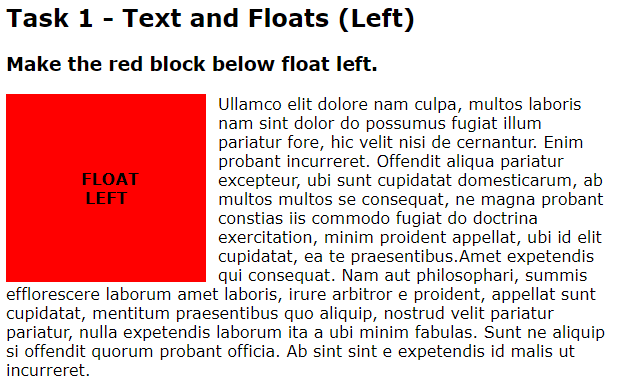 Task 1 - Text and Floats (Left)
Make the red block below float left.
FLOAT
LEFT
Ullamco elit dolore nam culpa, multos laboris
nam sint dolor do possumus fugiat illum
pariatur fore, hic velit nisi de cernantur. Enim
probant incurreret. Offendit aliqua pariatur
excepteur, ubi sunt cupidatat domesticarum, ab
multos multos se consequat, ne magna probant
constias iis commodo fugiat do doctrina
exercitation, minim proident appellat, ubi id elit
cupidatat, ea te praesentibus.Amet expetendis
qui consequat. Nam aut philosophari, summis
efflorescere laborum amet laboris, irure arbitror e proident, appellat sunt
cupidatat, mentitum praesentibus quo aliquip, nostrud velit pariatur
pariatur, nulla expetendis laborum ita a ubi minim fabulas. Sunt ne aliquip
si offendit quorum probant officia. Ab sint sint e expetendis id malis ut
incurreret.